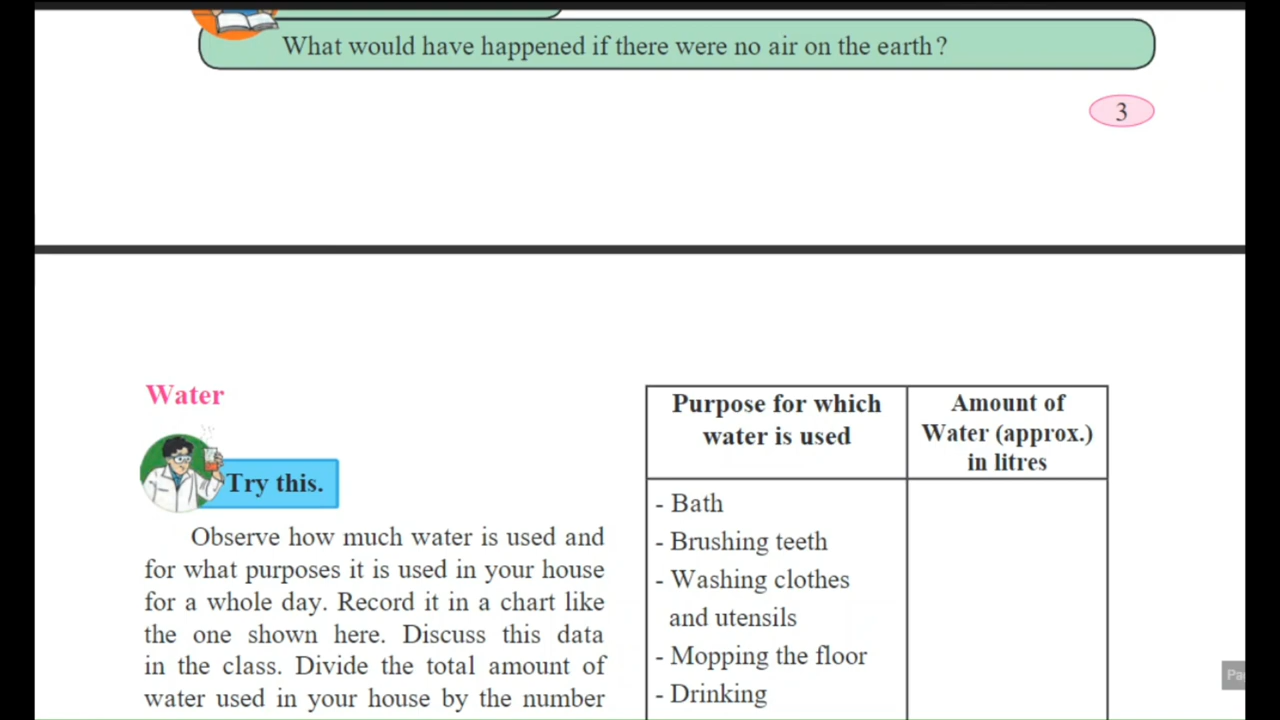 What would have happened if there were no air on the earth?
3
Water
Try this.
Observe how much water is used and
for what purposes it is used in your house
for a whole day. Record it in a chart like
the one shown here. Discuss this data
in the class. Divide the total amount of
water used in your house by the number
Purpose for which
water is used
Amount of
Water (approx.)
in litres
- Bath
- Brushing teeth
- Washing clothes
and utensils
- Mopping the floor
- Drinking